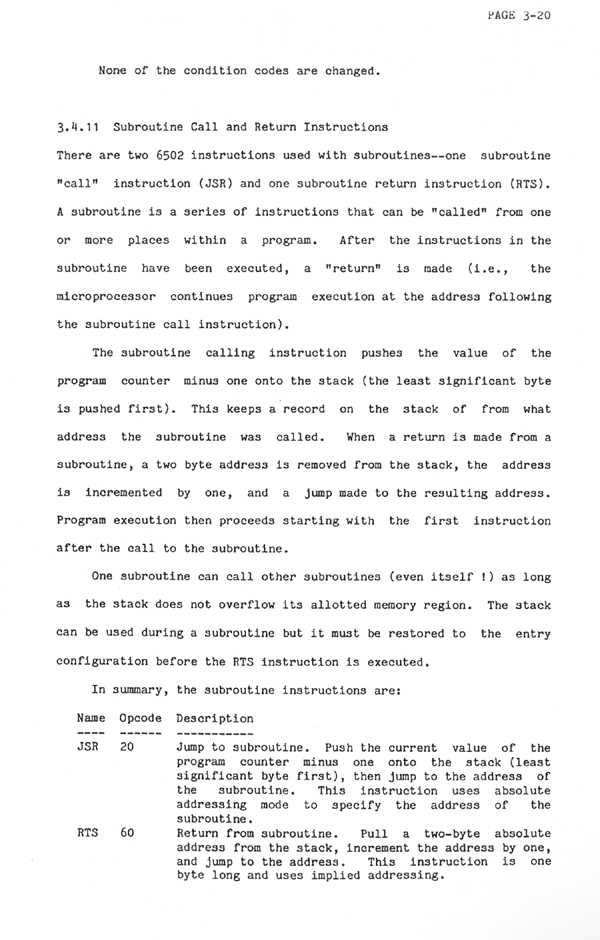 PAGE 3-20
None of the condition codes are changed.
3.4.11 Subroutine Call and Return Instructions
There are two 6502 instructions used with subroutines--one subroutine
"call" instruction (JSR) and one subroutine return instruction (RTS).
A subroutine is a series of instructions that can be "called" from one
or more places within a program. After the instructions in the
subroutine have been executed, a "return" is made (i.e., the
microprocessor continues program execution at the address following
the subroutine call instruction).
The subroutine calling instruction pushes the value of the
program counter minus one onto the stack (the least significant byte
is pushed first). This keeps a record on the stack of from what
address the subroutine was called. When a return is made from a
subroutine, a two byte address is removed from the stack, the address
is incremented by one, and a jump made to the resulting address.
Program execution then proceeds starting with the first instruction
after the call to the subroutine.
One subroutine can call other subroutines (even itself !) as long
as the stack does not overflow its allotted memory region. The stack
can be used during a subroutine but it must be restored to the entry
configuration before the RTS instruction is executed.
In summary, the subroutine instructions are:
Name Opcode Description
---- ------ -----------
JSR 20 Jump to subroutine. Push the current value of the
program counter minus one onto the stack (least
significant byte first), then jump to the address of
the subroutine. This instruction uses absolute
addressing mode to specify the address of the
subroutine.
RTS 60 Return from subroutine. Pull a two-byte absolute
address from the stack, increment the address by one,
and jump to the address. This instruction is one
byte long and uses implied addressing.